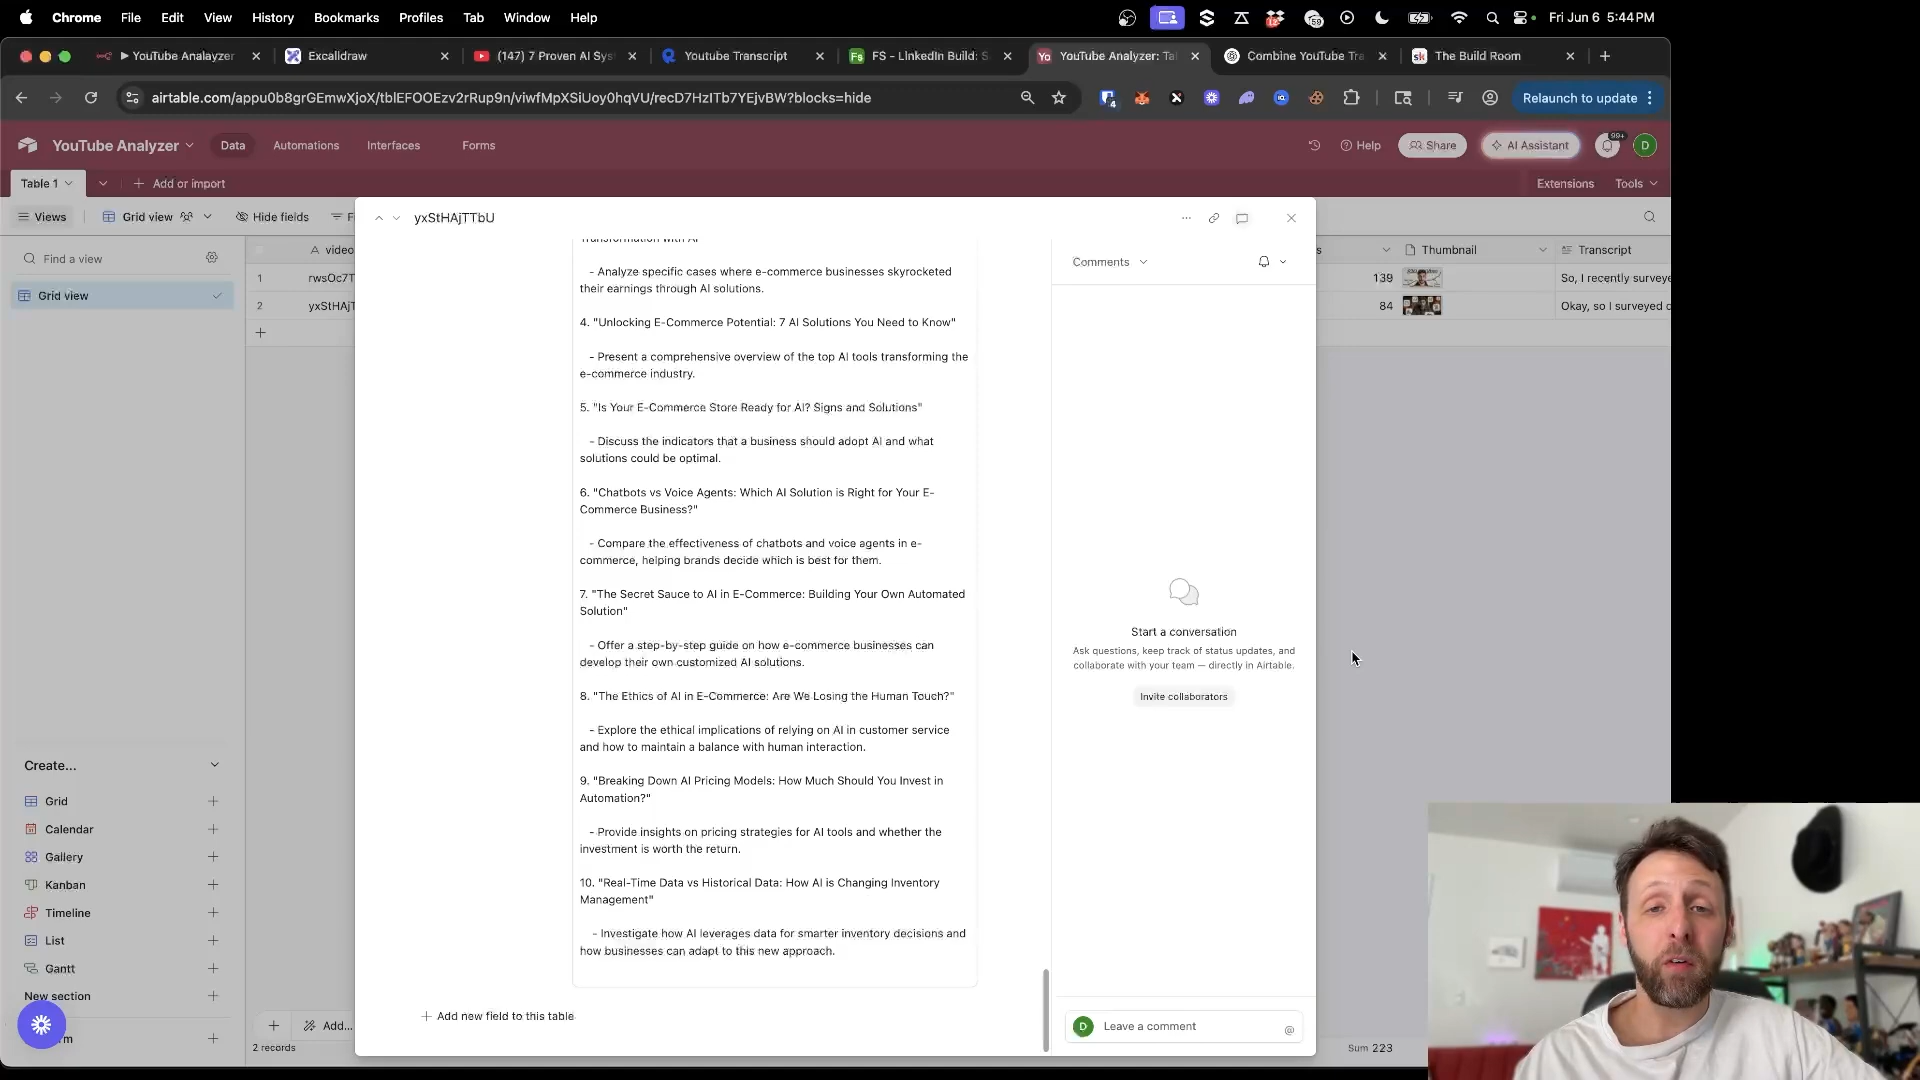 Chrome File Edit View History Bookmarks Profiles Tab Window Help
12 59 Fri Jun 6 5:44 PM
YouTube Analayzer Excalidraw (147) 7 Proven AI Sys Youtube Transcript FS - LinkedIn Build: S YouTube Analyzer: Tal Combine YouTube Tra The Build Room
airtable.com/appu0b8grGEmwXjoX/tblEFOOEzv2rRup9n/viwfMpXSiUoy0hqVU/recD7HzITb7YEjvBW?blocks=hide 4 Relaunch to update
YouTube Analyzer Data Automations Interfaces Forms Help Share AI Assistant 99+ D
Table 1 Add or import Extensions Tools
Views Grid view Hide fields Fi
yxStHAjTTbU
Find a view
Grid view
A video
1 rwsOc7T
2 yxStHAjT
s Thumbnail Transcript
139 So, I recently surveye
84 Okay, so I surveyed o
Transformation with AI
- Analyze specific cases where e-commerce businesses skyrocketed
their earnings through AI solutions.
4. "Unlocking E-Commerce Potential: 7 AI Solutions You Need to Know"
- Present a comprehensive overview of the top AI tools transforming the
e-commerce industry.
5. "Is Your E-Commerce Store Ready for AI? Signs and Solutions"
- Discuss the indicators that a business should adopt AI and what
solutions could be optimal.
6. "Chatbots vs Voice Agents: Which AI Solution is Right for Your E-
Commerce Business?"
- Compare the effectiveness of chatbots and voice agents in e-
commerce, helping brands decide which is best for them.
7. "The Secret Sauce to AI in E-Commerce: Building Your Own Automated
Solution"
- Offer a step-by-step guide on how e-commerce businesses can
develop their own customized AI solutions.
8. "The Ethics of AI in E-Commerce: Are We Losing the Human Touch?"
- Explore the ethical implications of relying on AI in customer service
and how to maintain a balance with human interaction.
9. "Breaking Down AI Pricing Models: How Much Should You Invest in
Automation?"
- Provide insights on pricing strategies for AI tools and whether the
investment is worth the return.
10. "Real-Time Data vs Historical Data: How AI is Changing Inventory
Management"
- Investigate how AI leverages data for smarter inventory decisions and
how businesses can adapt to this new approach.
+ Add new field to this table
Comments
Start a conversation
Ask questions, keep track of status updates, and
collaborate with your team — directly in Airtable.
Invite collaborators
D Leave a comment @
Create...
Grid
Calendar
Gallery
Kanban
Timeline
List
Gantt
New section
rm
Add...
2 records
Sum 223